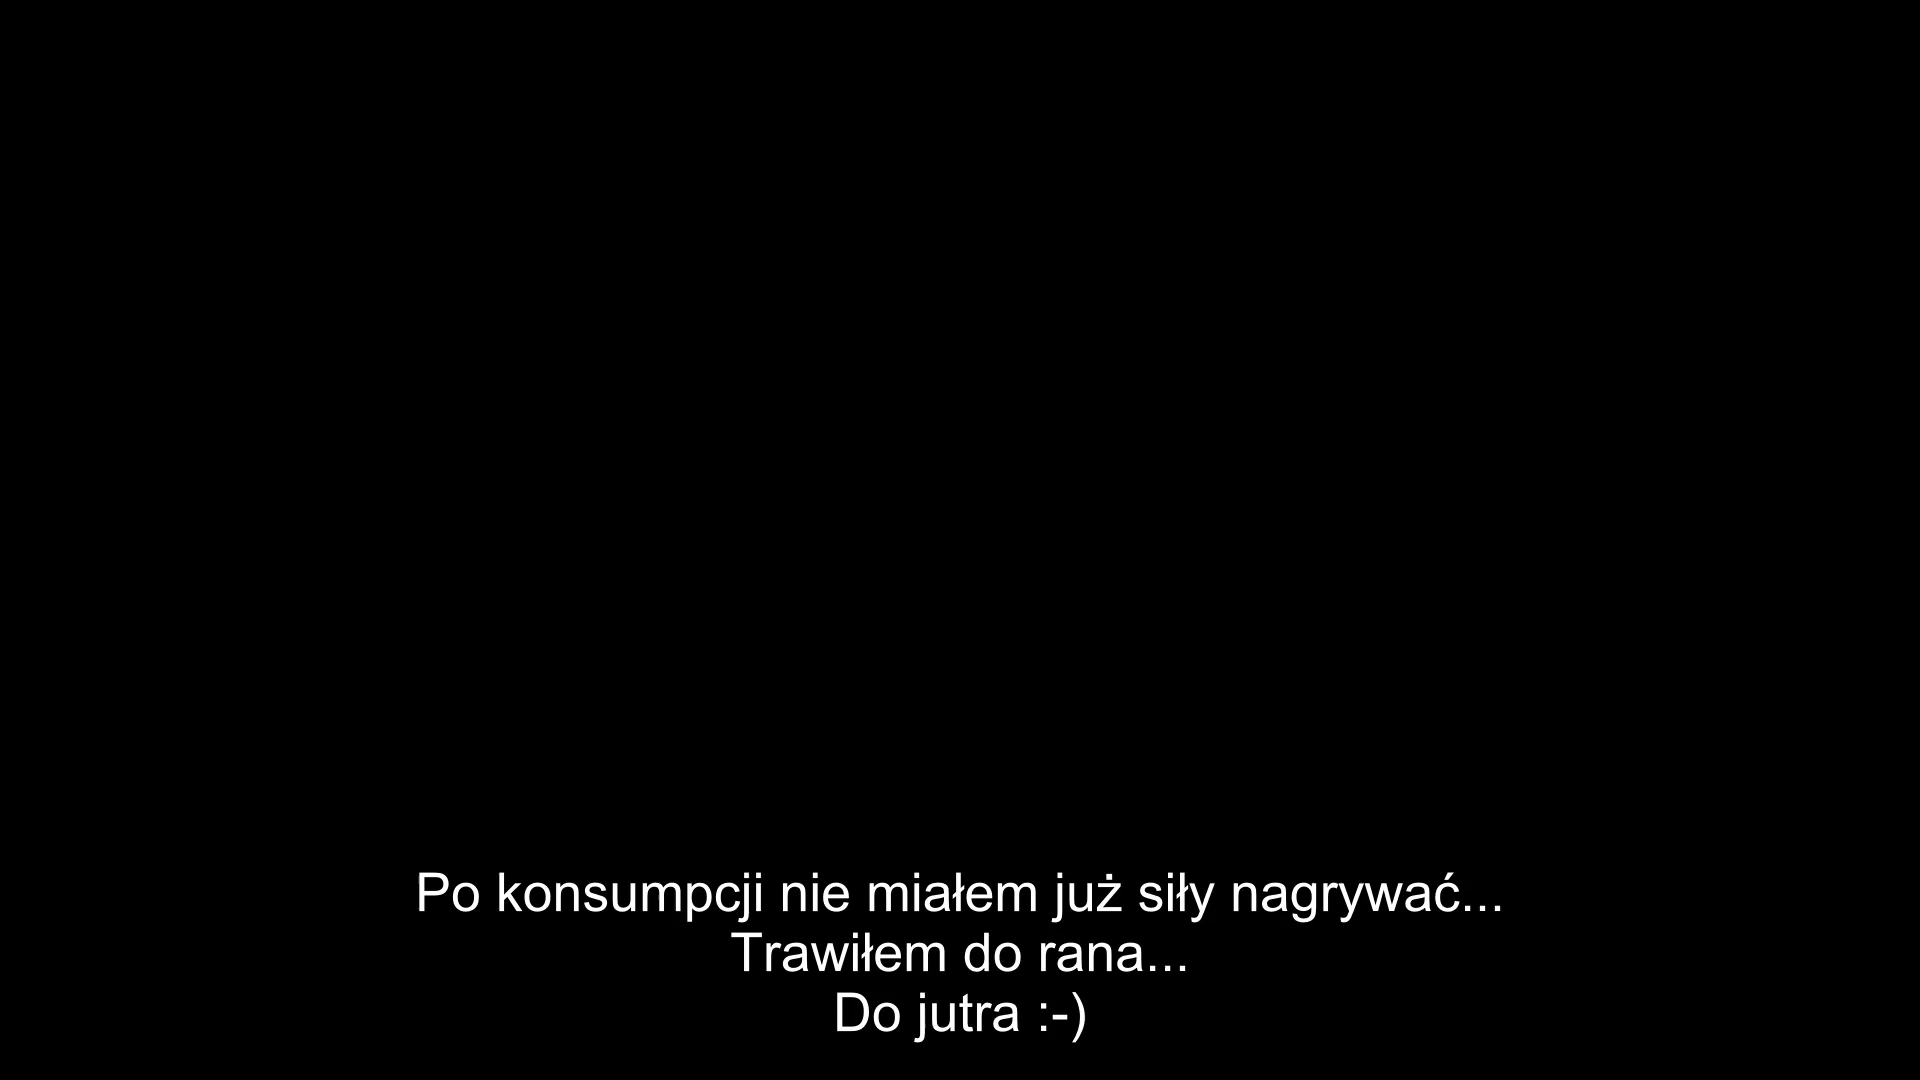 Po konsumpcji nie miałem już siły nagrywać...
Trawiłem do rana...
Do jutra :-)